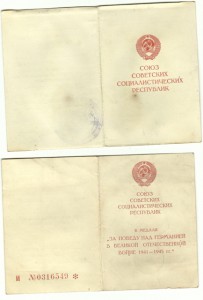 СОЮЗ
СОВЕТСКИХ
СОЦИАЛИСТИЧЕСКИХ
РЕСПУБЛИК
СОЮЗ
СОВЕТСКИХ
СОЦИАЛИСТИЧЕСКИХ
РЕСПУБЛИК
К МЕДАЛИ
„ЗА ПОБЕДУ НАД ГЕРМАНИЕЙ
В ВЕЛИКОЙ ОТЕЧЕСТВЕННОЙ
ВОЙНЕ 1941—1945 гг.“
№0316549